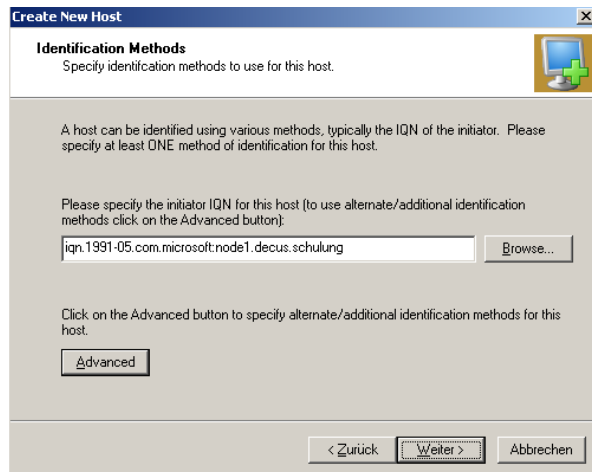 Create New Host
Identification Methods
Specify identifcation methods to use for this host.
A host can be identified using various methods, typically the IQN of the initiator. Please
specify at least ONE method of identification for this host.
Please specify the initiator IQN for this host (to use alternate/additional identification
methods click on the Advanced button):
iqn.1991-05.com.microsoft:node1.decus.schulung
Browse...
Click on the Advanced button to specify alternate/additional identification methods for this
host.
Advanced
< Zurück
Weiter >
Abbrechen